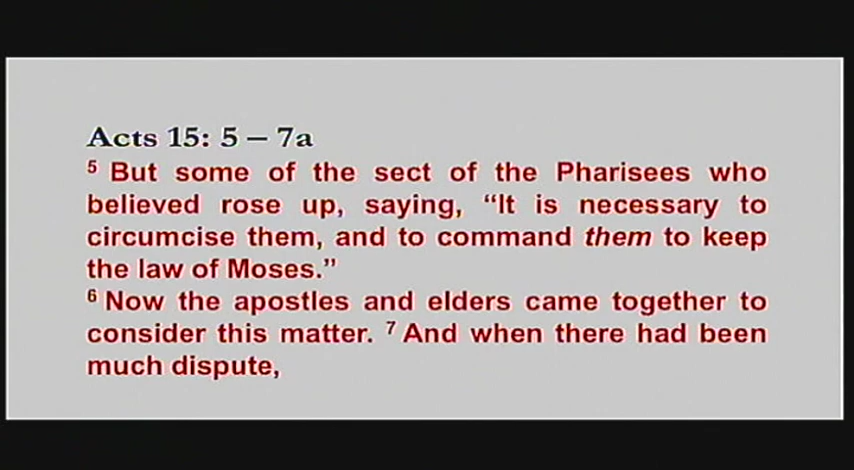 Acts 15: 5 – 7a
5 But some of the sect of the Pharisees who
believed rose up, saying, “It is necessary to
circumcise them, and to command them to keep
the law of Moses.”
6 Now the apostles and elders came together to
consider this matter. 7 And when there had been
much dispute,